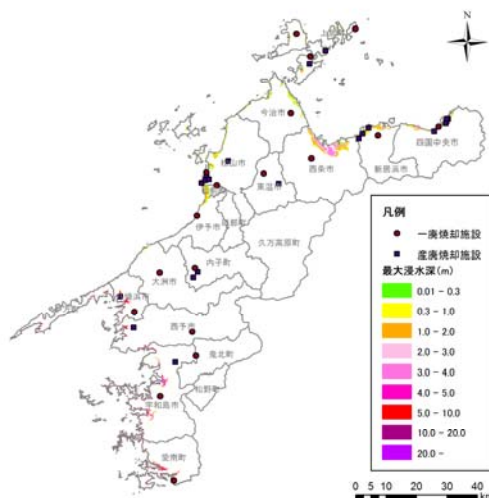 N
今治市
四国中央市
西条市
新居浜市
松山市
東温市
伊予市
砥部町
久万高原町
内子町
大洲市
八幡浜市
西予市
鬼北町
松野町
宇和島市
愛南町
凡例
一廃焼却施設
産廃焼却施設
最大浸水深(m)
0.01 - 0.3
0.3 - 1.0
1.0 - 2.0
2.0 - 3.0
3.0 - 4.0
4.0 - 5.0
5.0 - 10.0
10.0 - 20.0
20.0 -
0 5 10 20 30 40
km